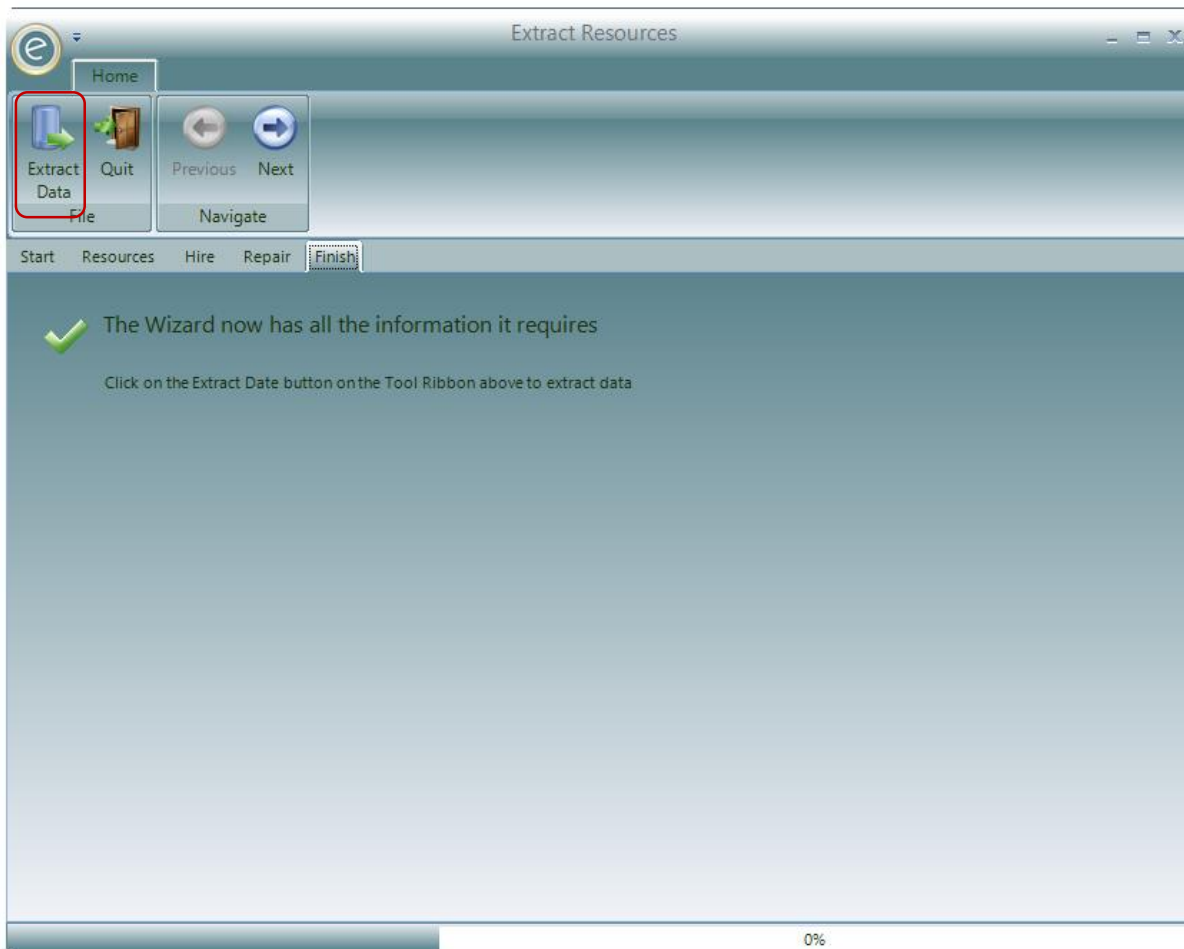 Extract Resources
e
Home
Extract Data
Quit
Previous
Next
File
Navigate
Start Resources Hire Repair Finish
The Wizard now has all the information it requires
Click on the Extract Date button on the Tool Ribbon above to extract data
0%